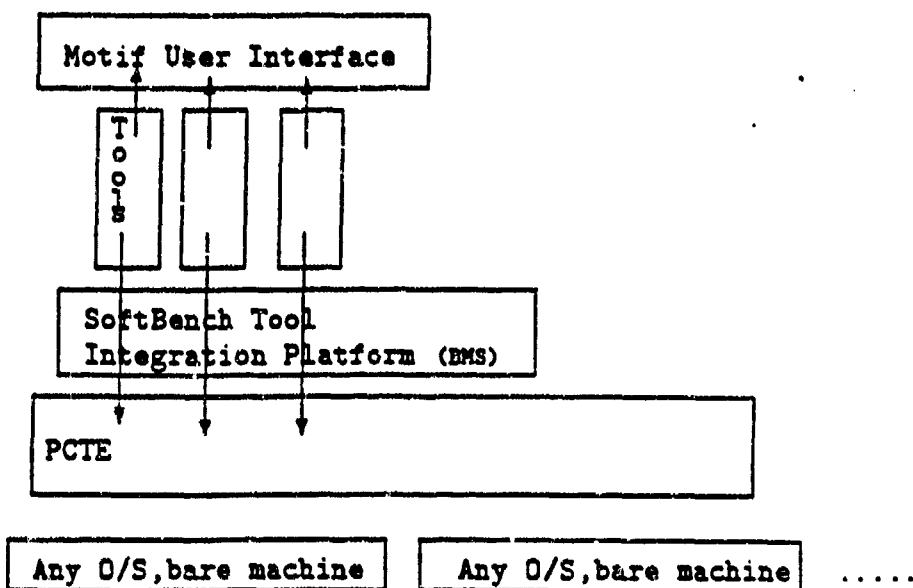 Motif User Interface
Tools
SoftBench Tool
Integration Platform (BMS)
PCTE
Any O/S,bare machine
Any O/S,bare machine
.....